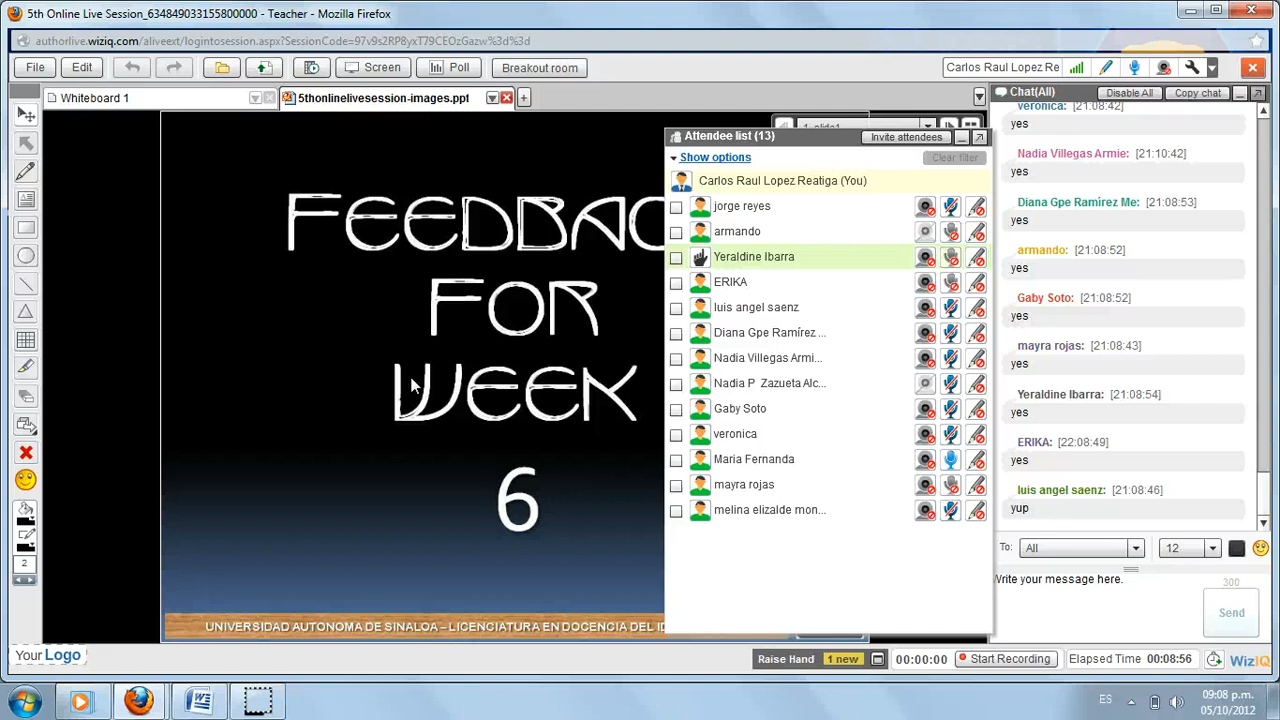 5th Online Live Session_634849033155800000 - Teacher - Mozilla Firefox
authorlive.wiziq.com/aliveext/logintosession.aspx?SessionCode=97v9s2RP8yxT79CEOzGazw%3d%3d
File Edit Screen Poll Breakout room Carlos Raul Lopez Re
Whiteboard 1 5thonlinelivesession-images.ppt
FEEDBAC
FOR
WEEK
6
UNIVERSIDAD AUTONOMA DE SINALOA – LICENCIATURA EN DOCENCIA DEL ID
Your Logo
2
Attendee list (13) Invite attendees
Show options Clear filter
Carlos Raul Lopez Reatiga (You)
jorge reyes
armando
Yeraldine Ibarra
ERIKA
luis angel saenz
Diana Gpe Ramírez ...
Nadia Villegas Armi...
Nadia P Zazueta Alc...
Gaby Soto
veronica
Maria Fernanda
mayra rojas
melina elizalde mon...
Chat(All) Disable All Copy chat
veronica: [21:08:42]
yes
Nadia Villegas Armie: [21:10:42]
yes
Diana Gpe Ramírez Me: [21:08:53]
yes
armando: [21:08:52]
yes
Gaby Soto: [21:08:52]
yes
mayra rojas: [21:08:43]
yes
Yeraldine Ibarra: [21:08:54]
yes
ERIKA: [22:08:49]
yes
luis angel saenz: [21:08:46]
yup
To: All 12
Write your message here.
300
Send
Raise Hand 1 new 00:00:00 Start Recording Elapsed Time 00:08:56 WizIQ
ES 09:08 p.m.
05/10/2012